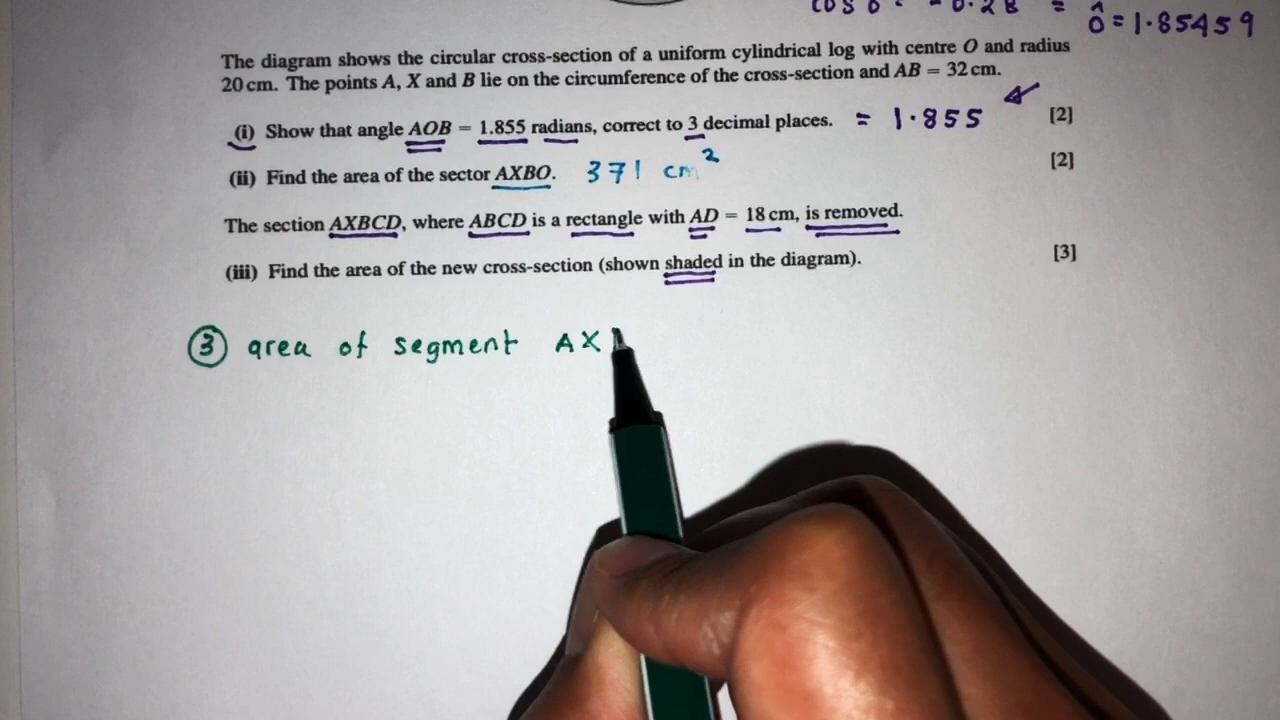 = Ô = 1.85459
The diagram shows the circular cross-section of a uniform cylindrical log with centre O and radius
20 cm. The points A, X and B lie on the circumference of the cross-section and AB = 32 cm.
(i) Show that angle AOB = 1.855 radians, correct to 3 decimal places. = 1.855 [2]
(ii) Find the area of the sector AXBO. 371 cm² [2]
The section AXBCD, where ABCD is a rectangle with AD = 18 cm, is removed.
(iii) Find the area of the new cross-section (shown shaded in the diagram). [3]
③ area of segment AX